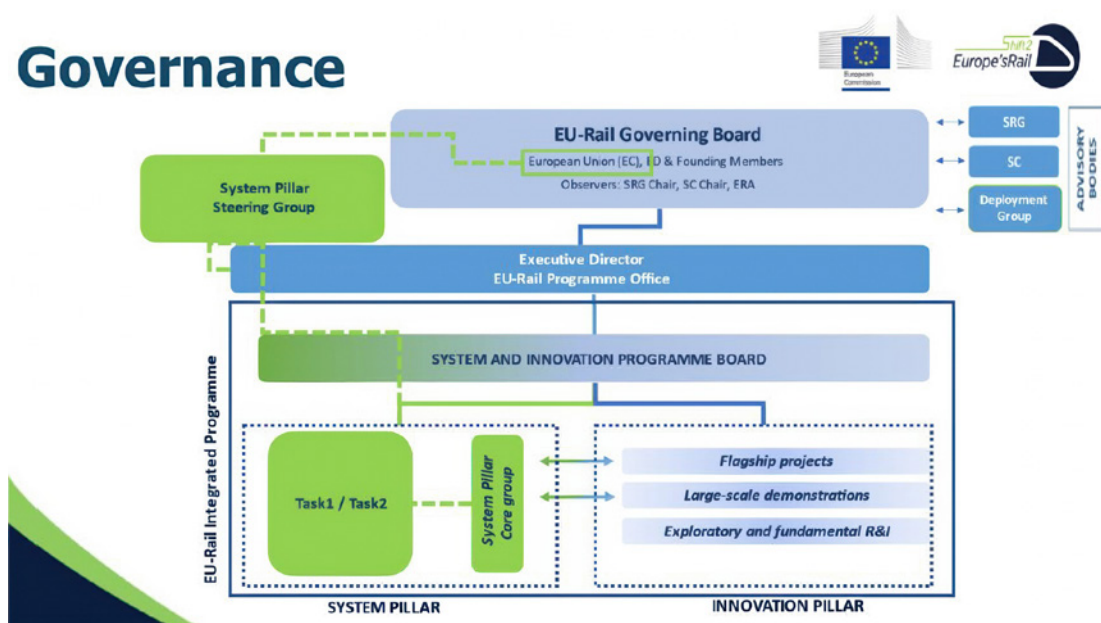 Governance
European
Commission
Shift2
Europe'sRail
EU-Rail Governing Board
European Union (EC), ED & Founding Members
Observers: SRG Chair, SC Chair, ERA
SRG
SC
Deployment
Group
ADVISORY
BODIES
System Pillar
Steering Group
Executive Director
EU-Rail Programme Office
EU-Rail Integrated Programme
SYSTEM AND INNOVATION PROGRAMME BOARD
Task1 / Task2
System Pillar
Core group
Flagship projects
Large-scale demonstrations
Exploratory and fundamental R&I
SYSTEM PILLAR
INNOVATION PILLAR